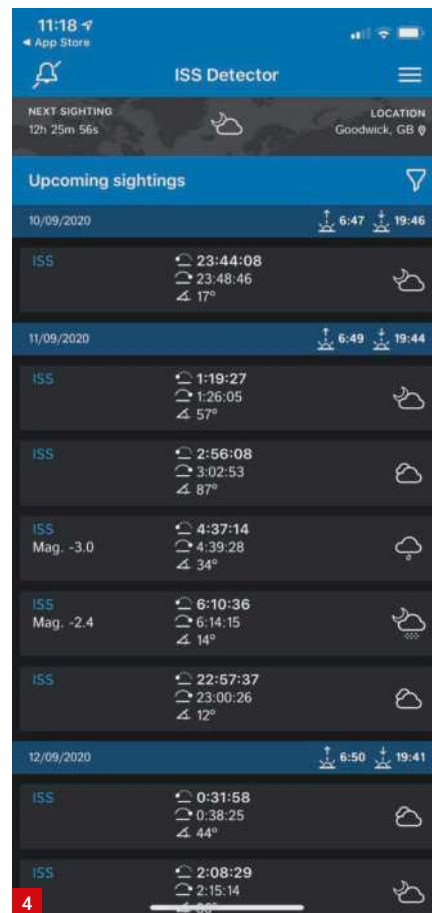 11:18
App Store
ISS Detector
NEXT SIGHTING LOCATION
12h 25m 56s Goodwick, GB
Upcoming sightings
10/09/2020 6:47 19:46
ISS 23:44:08
23:48:46
17°
11/09/2020 6:49 19:44
ISS 1:19:27
1:26:05
57°
ISS 2:56:08
3:02:53
87°
ISS 4:37:14
Mag. -3.0 4:39:28
34°
ISS 6:10:36
Mag. -2.4 6:14:15
14°
ISS 22:57:37
23:00:26
12°
12/09/2020 6:50 19:41
ISS 0:31:58
0:38:25
44°
ISS 2:08:29
2:15:14
4